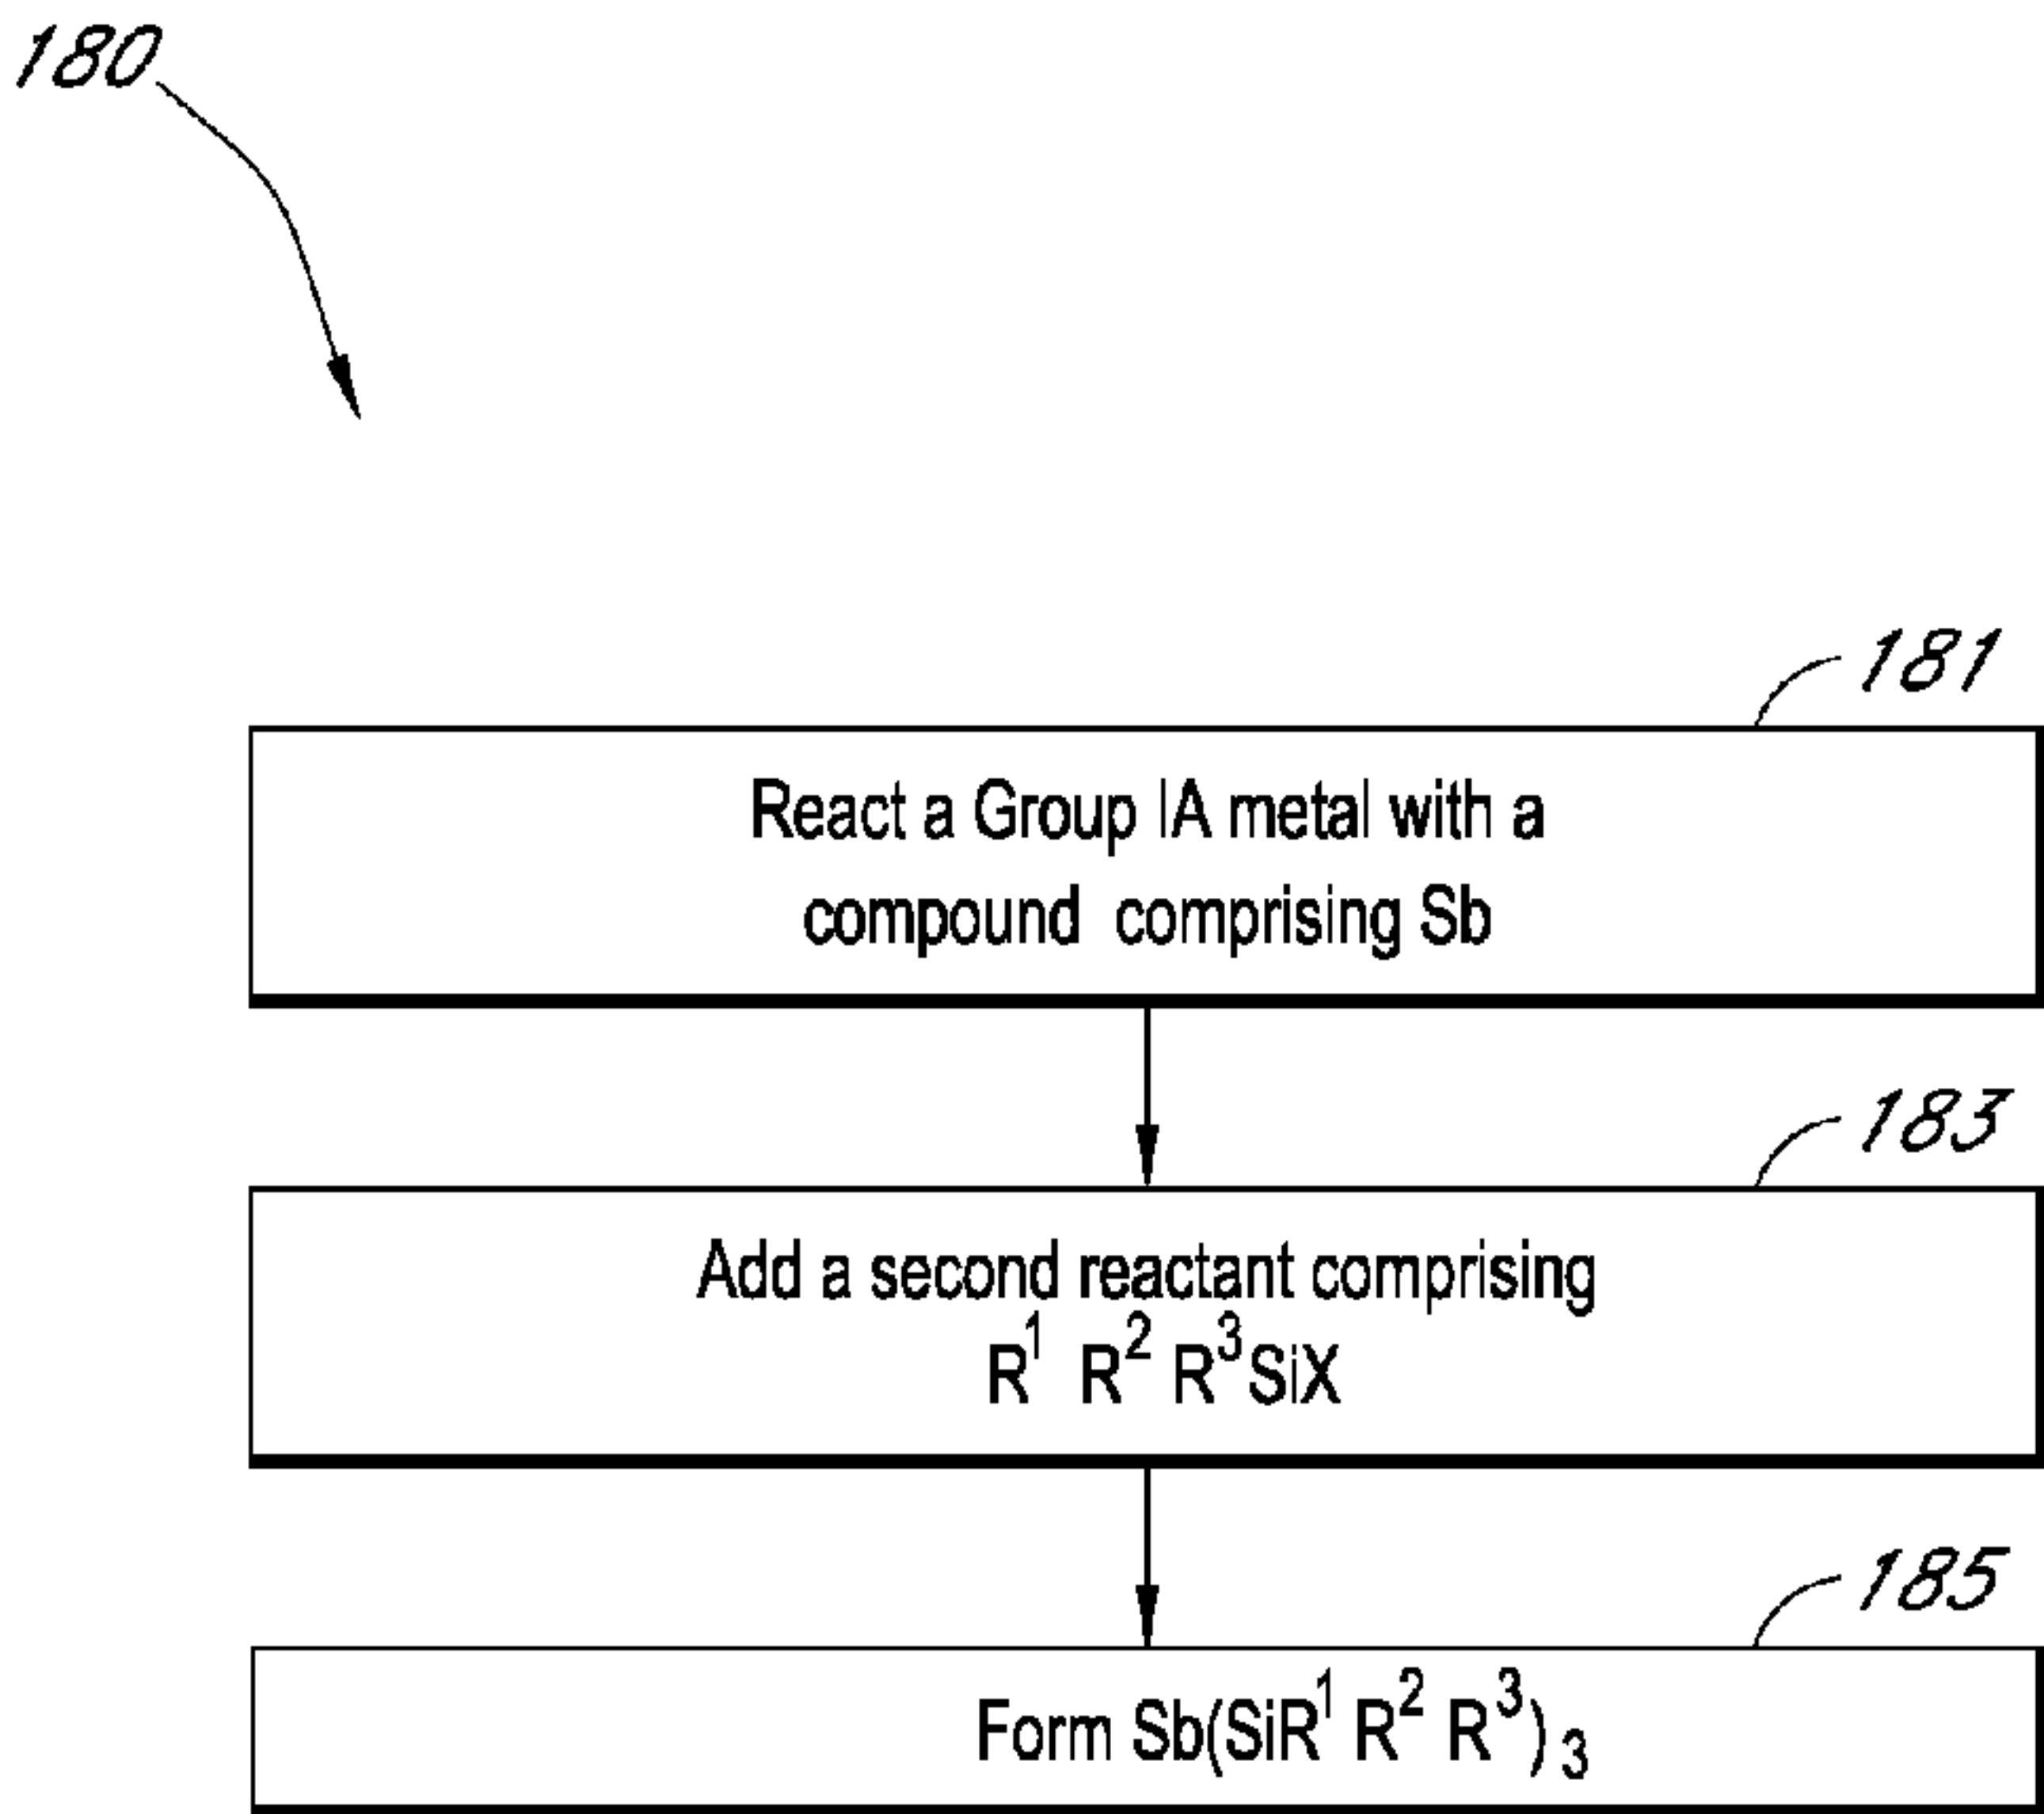 180
181
React a Group IA metal with a
compound comprising Sb
183
Add a second reactant comprising
R¹ R² R³SiX
185
Form Sb(SiR¹ R² R³)₃